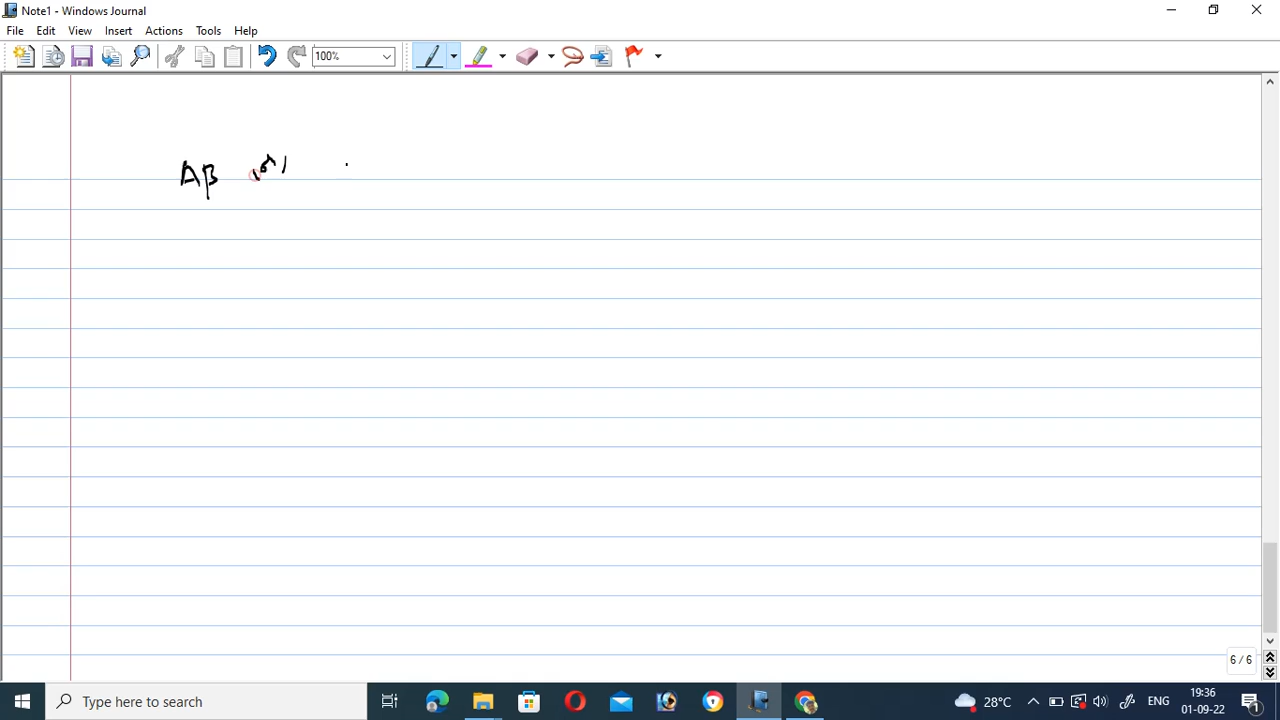 Note1 - Windows Journal
File Edit View Insert Actions Tools Help
100%
AB
6 / 6
Type here to search
28°C ENG 19:36
01-09-22
1